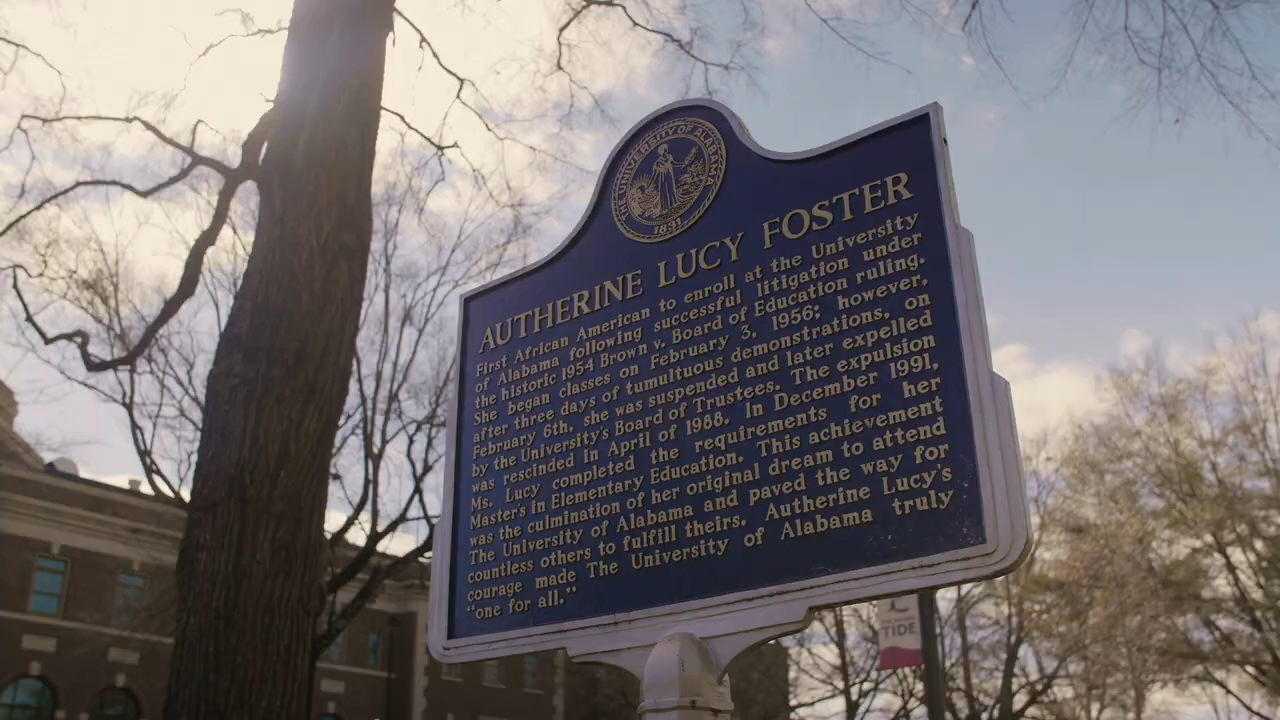 THE UNIVERSITY OF ALABAMA
1831
AUTHERINE LUCY FOSTER
First African American to enroll at the University
of Alabama following successful litigation under
the historic 1954 Brown v. Board of Education ruling.
She began classes on February 3, 1956; however,
after three days of tumultuous demonstrations, on
February 6th, she was suspended and later expelled
by the University's Board of Trustees. The expulsion
was rescinded in April of 1988. In December 1991,
Ms. Lucy completed the requirements for her
Master's in Elementary Education. This achievement
was the culmination of her original dream to attend
The University of Alabama and paved the way for
countless others to fulfill theirs. Autherine Lucy's
courage made The University of Alabama truly
"one for all."
TIDE